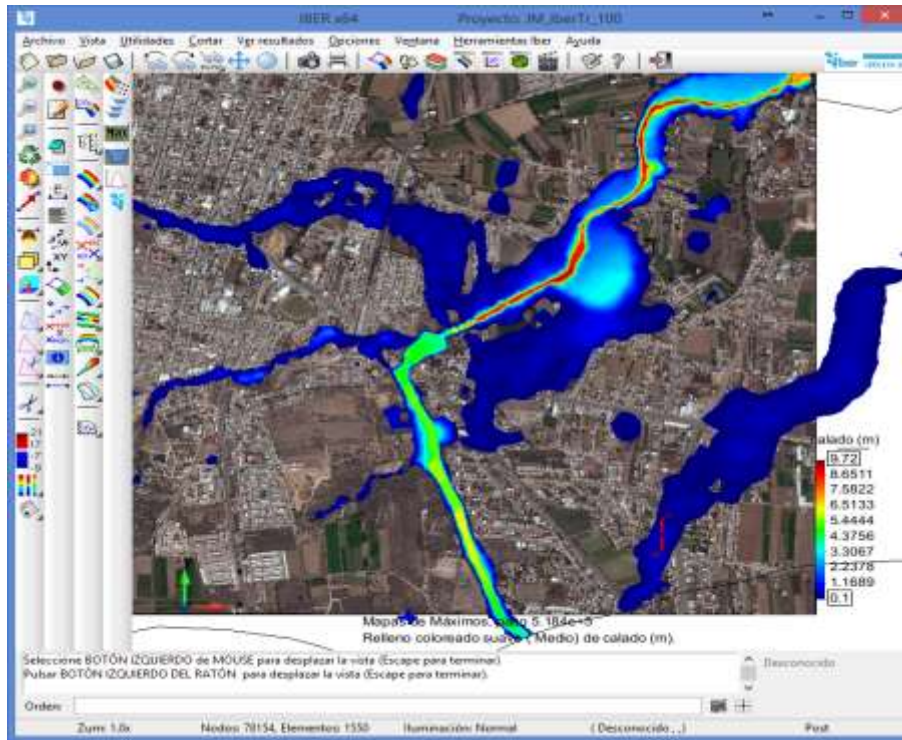 IBER x64 Proyecto: JM_IberTr_100
Archivo Vista Utilidades Cortar Ver resultados Opciones Ventana Herramientas Iber Ayuda
iber
Max
XY
calado (m)
9.72
8.6511
7.5822
6.5133
5.4444
4.3756
3.3067
2.2378
1.1689
0.1
Mapas de Máximos, 5.184e+5
Relleno coloreado suave ( Medio) de calado (m).
Seleccione BOTÓN IZQUIERDO de MOUSE para desplazar la vista (Escape para terminar).
Pulsar BOTÓN IZQUIERDO DEL RATÓN para desplazar la vista (Escape para terminar).
Desconocido
Orden:
Zum: 1.0x Nodos: 78154, Elementos: 1550 Iluminación: Normal ( Desconocido , ,) Post